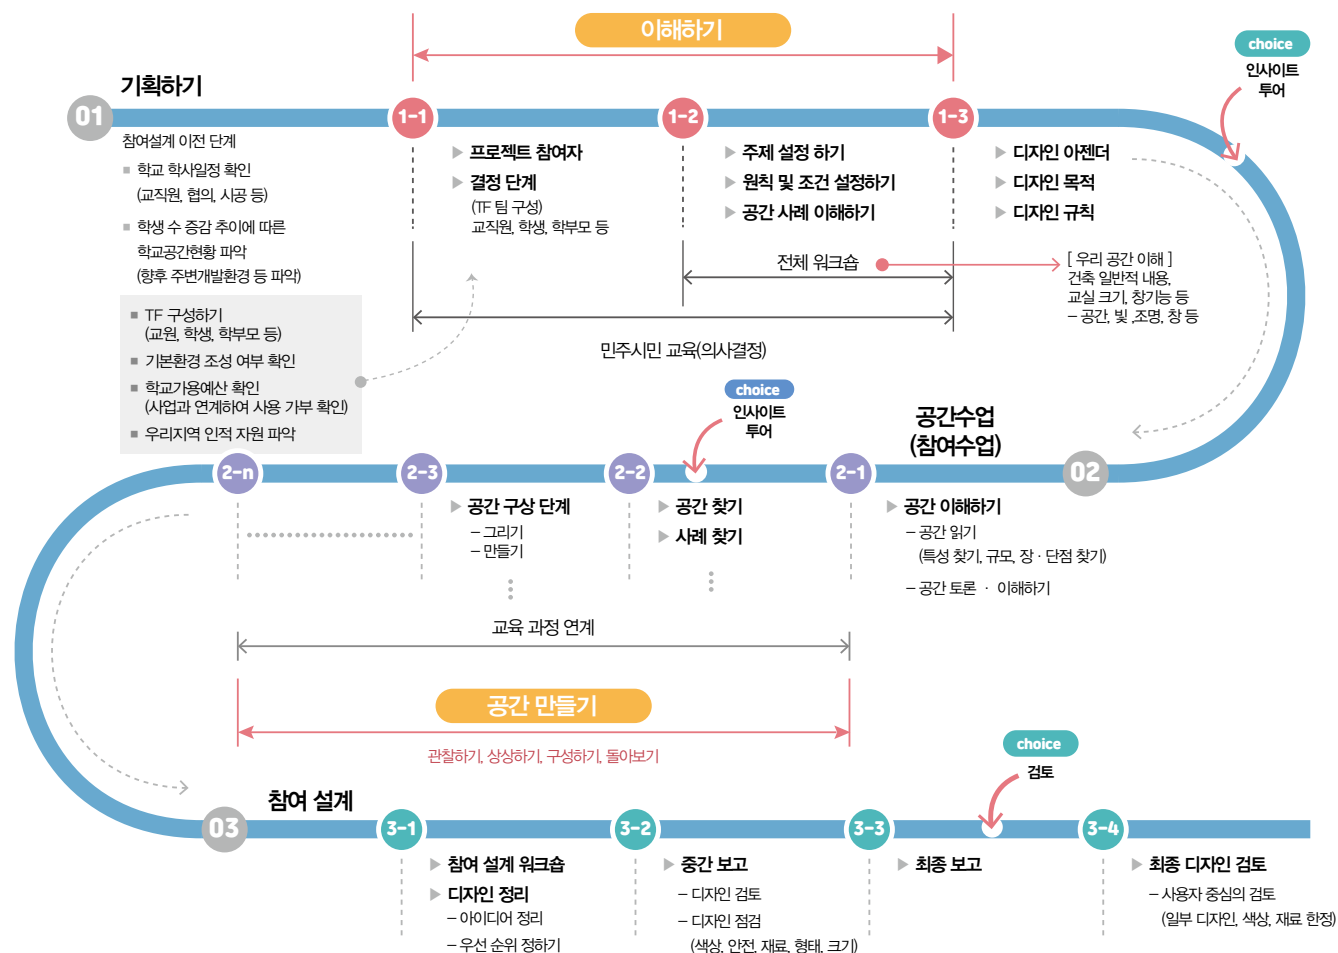 이해하기
choice
인사이트
투어
기획하기
01
1-1
1-2
1-3
참여설계 이전 단계
학교 학사일정 확인
(교직원, 협의, 시공 등)
학생 수 증감 추이에 따른
학교공간현황 파악
(향후 주변개발환경 등 파악)
TF 구성하기
(교원, 학생, 학부모 등)
기본환경 조성 여부 확인
학교가용예산 확인
(사업과 연계하여 사용 가부 확인)
우리지역 인적 자원 파악
▶ 프로젝트 참여자
▶ 결정 단계
(TF 팀 구성)
교직원, 학생, 학부모 등
▶ 주제 설정 하기
▶ 원칙 및 조건 설정하기
▶ 공간 사례 이해하기
▶ 디자인 아젠더
▶ 디자인 목적
▶ 디자인 규칙
전체 워크숍
[ 우리 공간 이해 ]
건축 일반적 내용,
교실 크기, 창기능 등
– 공간, 빛 ,조명, 창 등
민주시민 교육(의사결정)
choice
인사이트
투어
공간수업
(참여수업)
02
2-1
2-2
2-3
2-n
▶ 공간 이해하기
– 공간 읽기
(특성 찾기, 규모, 장 · 단점 찾기)
– 공간 토론 · 이해하기
▶ 공간 찾기
▶ 사례 찾기
▶ 공간 구상 단계
– 그리기
– 만들기
교육 과정 연계
공간 만들기
관찰하기, 상상하기, 구성하기, 돌아보기
choice
검토
참여 설계
03
3-1
3-2
3-3
3-4
▶ 참여 설계 워크숍
▶ 디자인 정리
– 아이디어 정리
– 우선 순위 정하기
▶ 중간 보고
– 디자인 검토
– 디자인 점검
(색상, 안전, 재료, 형태, 크기)
▶ 최종 보고
▶ 최종 디자인 검토
– 사용자 중심의 검토
(일부 디자인, 색상, 재료 한정)